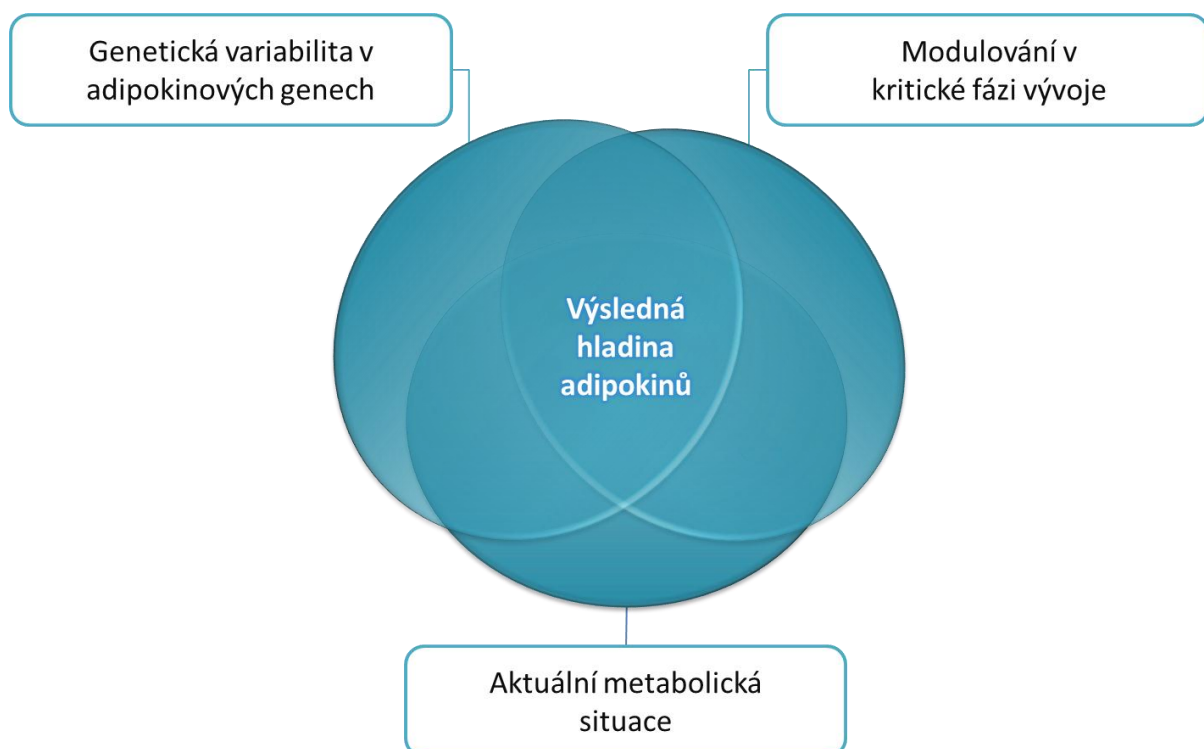 Genetická variabilita v
adipokinových genech
Modulování v
kritické fázi vývoje
Výsledná
hladina
adipokinů
Aktuální metabolická
situace